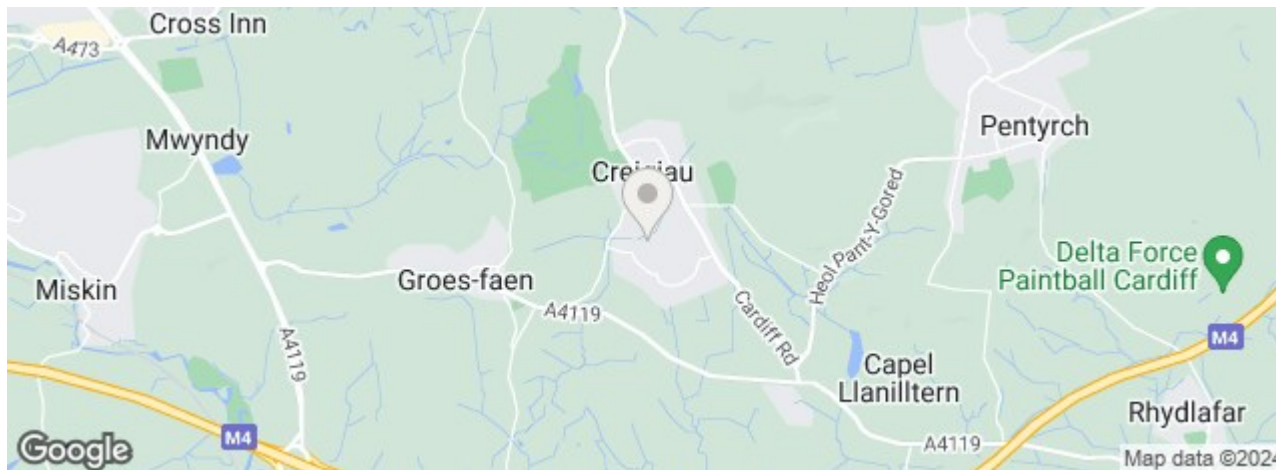 Cross Inn
A473
Mwyndy
Creigiau
Pentyrch
Heol Pant-Y-Gored
Delta Force
Paintball Cardiff
Miskin
Groes-faen
A4119
A4119
Cardiff Rd
M4
Capel
Llanilltern
Rhydlafar
M4
A4119
Google
Map data ©2024